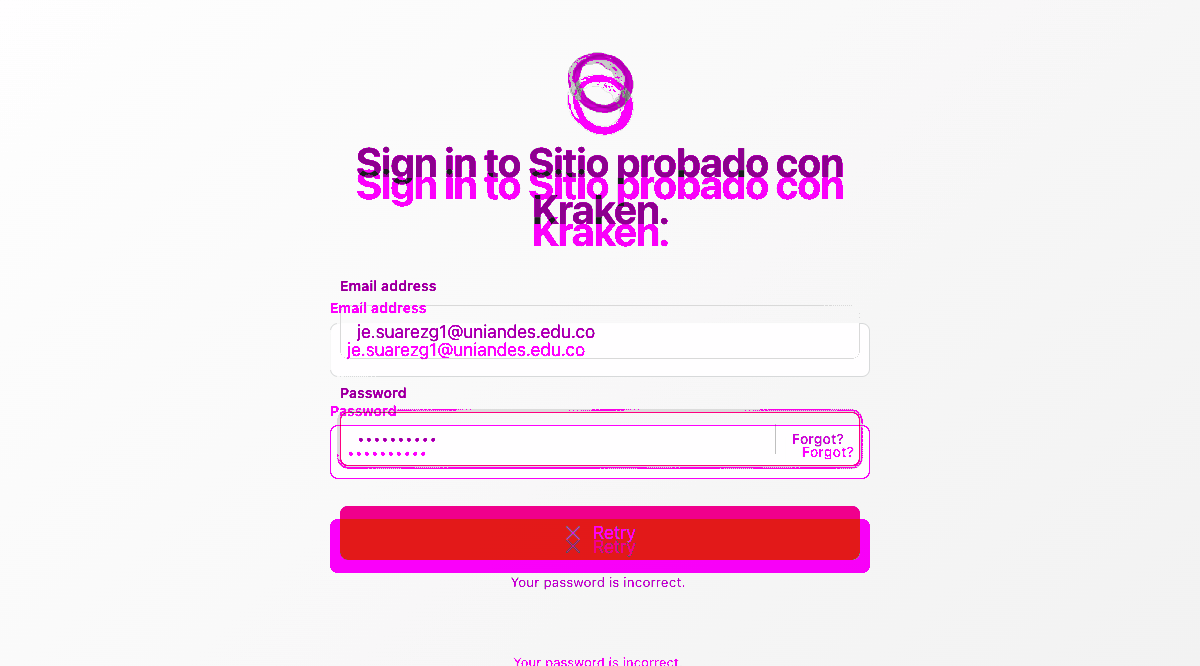 Sign in to Sitio probado con
Sign in to Sitio probado con
Kraken.
Kraken.
Email address
Email address
je.suarezg1@uniandes.edu.co
je.suarezg1@uniandes.edu.co
Password
Password
•••••••••• Forgot?
•••••••••• Forgot?
Retry
Retry
Your password is incorrect.
Your password is incorrect.